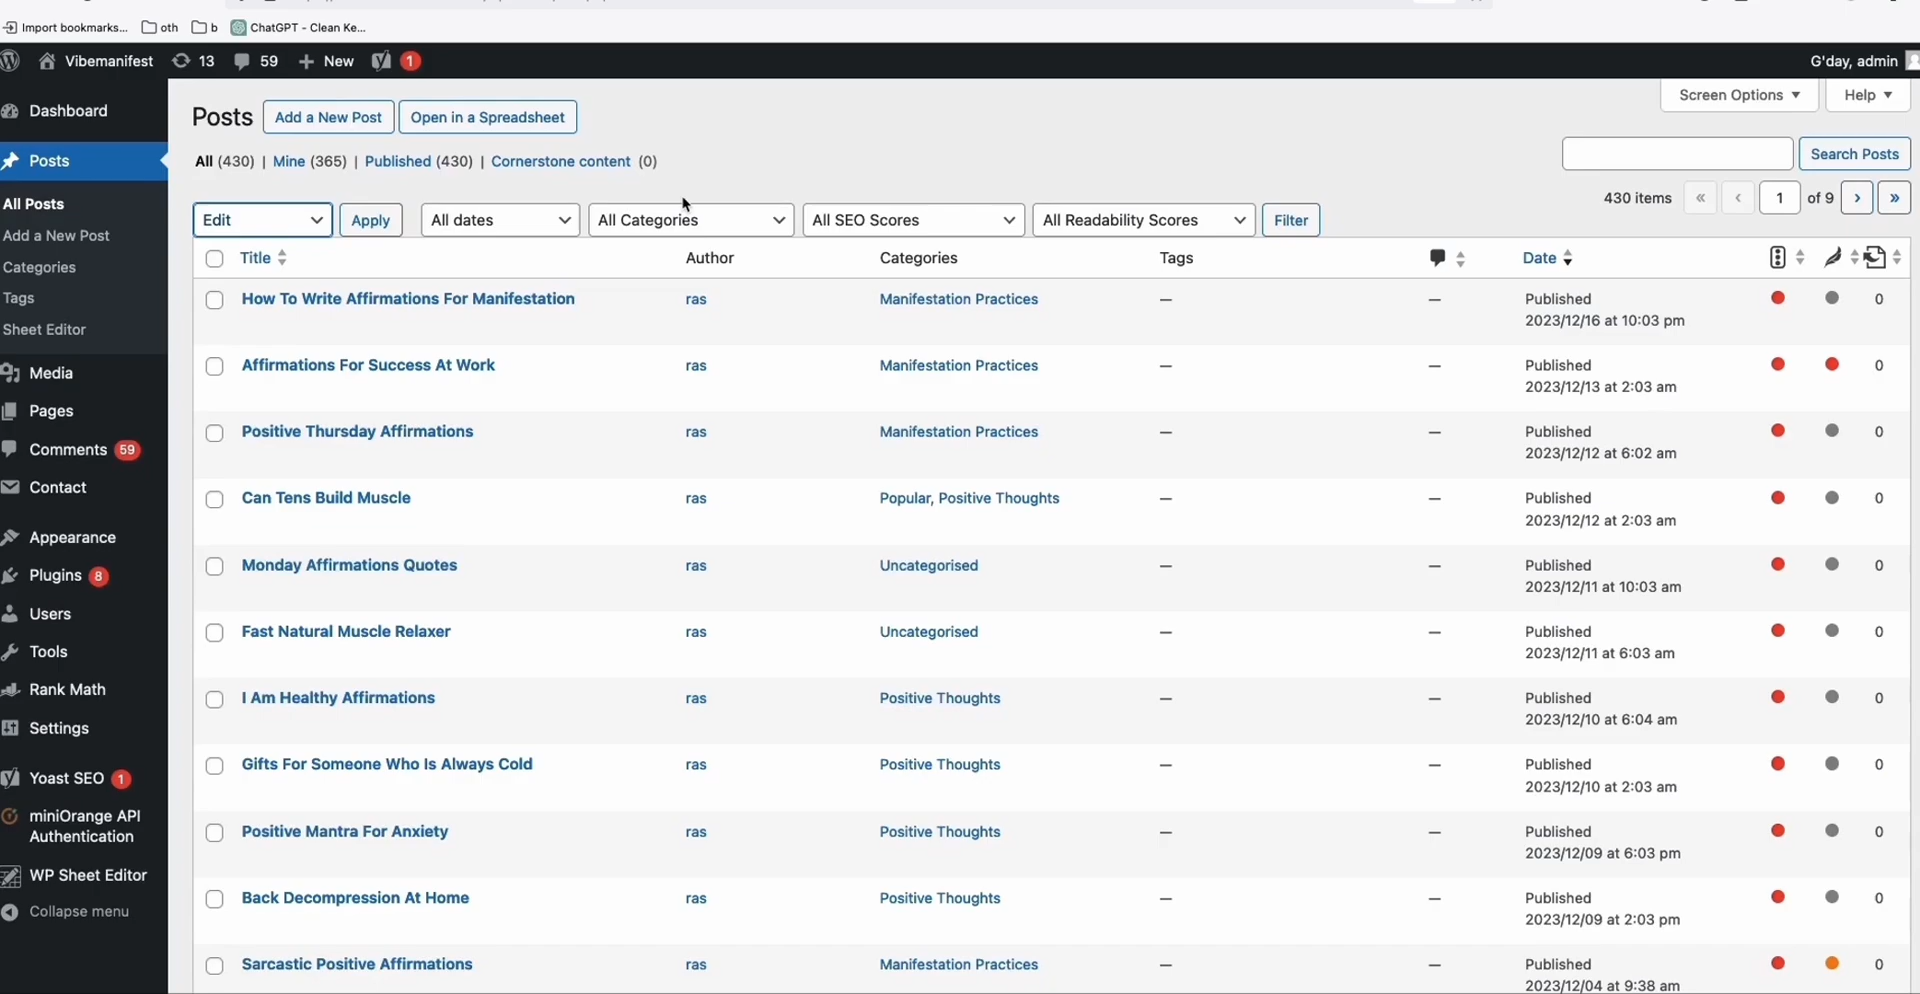 Import bookmarks... oth b ChatGPT - Clean Ke...
Vibemanifest 13 59 + New 1 G'day, admin
Screen Options ▼ Help ▼
Dashboard
Posts
All Posts
Add a New Post
Categories
Tags
Sheet Editor
Media
Pages
Comments 59
Contact
Appearance
Plugins 8
Users
Tools
Rank Math
Settings
Yoast SEO 1
miniOrange API
Authentication
WP Sheet Editor
Collapse menu
Posts Add a New Post Open in a Spreadsheet
All (430) | Mine (365) | Published (430) | Cornerstone content (0)
Search Posts
430 items « ‹ 1 of 9 › »
Edit Apply All dates All Categories All SEO Scores All Readability Scores Filter
Title Author Categories Tags Date
How To Write Affirmations For Manifestation ras Manifestation Practices — — Published 0
2023/12/16 at 10:03 pm
Affirmations For Success At Work ras Manifestation Practices — — Published 0
2023/12/13 at 2:03 am
Positive Thursday Affirmations ras Manifestation Practices — — Published 0
2023/12/12 at 6:02 am
Can Tens Build Muscle ras Popular, Positive Thoughts — — Published 0
2023/12/12 at 2:03 am
Monday Affirmations Quotes ras Uncategorised — — Published 0
2023/12/11 at 10:03 am
Fast Natural Muscle Relaxer ras Uncategorised — — Published 0
2023/12/11 at 6:03 am
I Am Healthy Affirmations ras Positive Thoughts — — Published 0
2023/12/10 at 6:04 am
Gifts For Someone Who Is Always Cold ras Positive Thoughts — — Published 0
2023/12/10 at 2:03 am
Positive Mantra For Anxiety ras Positive Thoughts — — Published 0
2023/12/09 at 6:03 pm
Back Decompression At Home ras Positive Thoughts — — Published 0
2023/12/09 at 2:03 pm
Sarcastic Positive Affirmations ras Manifestation Practices — — Published 0
2023/12/04 at 9:38 am